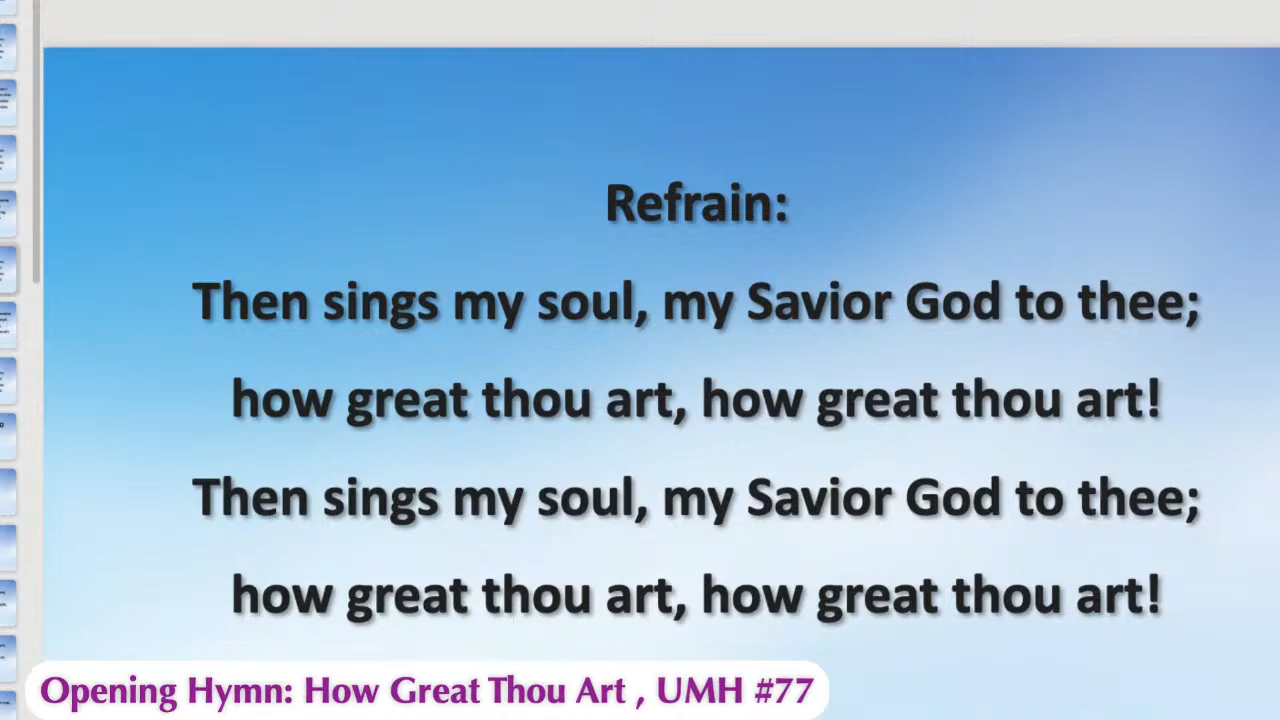 Refrain:
Then sings my soul, my Savior God to thee;
how great thou art, how great thou art!
Then sings my soul, my Savior God to thee;
how great thou art, how great thou art!
Opening Hymn: How Great Thou Art , UMH #77